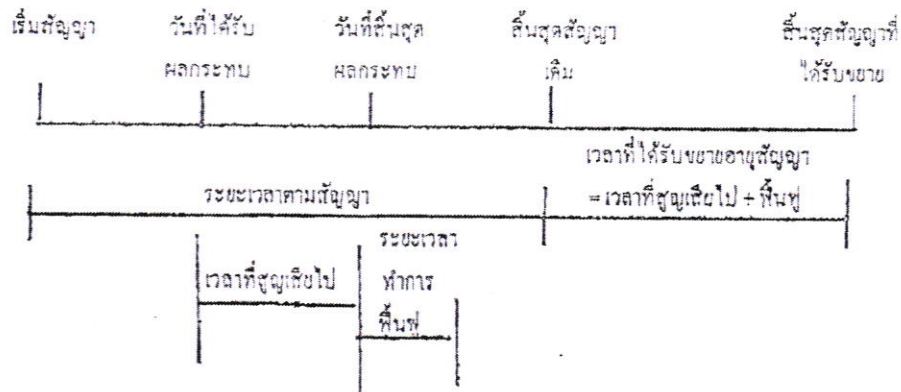 เริ่มสัญญา วันที่ได้รับ วันที่สิ้นสุด สิ้นสุดสัญญา สิ้นสุดสัญญาที่
ผลกระทบ ผลกระทบ เดิม ได้รับขยาย
เวลาที่ได้รับขยายอายุสัญญา
ระยะเวลาตามสัญญา =เวลาที่สูญเสียไป + ฟื้นฟู
ระยะเวลา
เวลาที่สูญเสียไป ทำการ
ฟื้นฟู